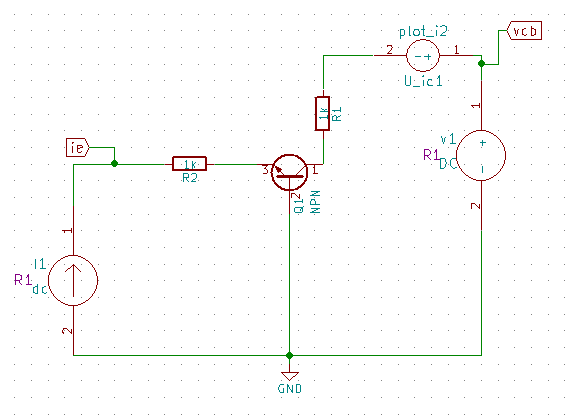 plot_i2
vcb
2
-+
1
U_ic1
1k
R1
1
v1
+
R1
DC
-
2
ie
1k
R2
3
1
2
Q1
NPN
1
I1
R1
dc
2
GND